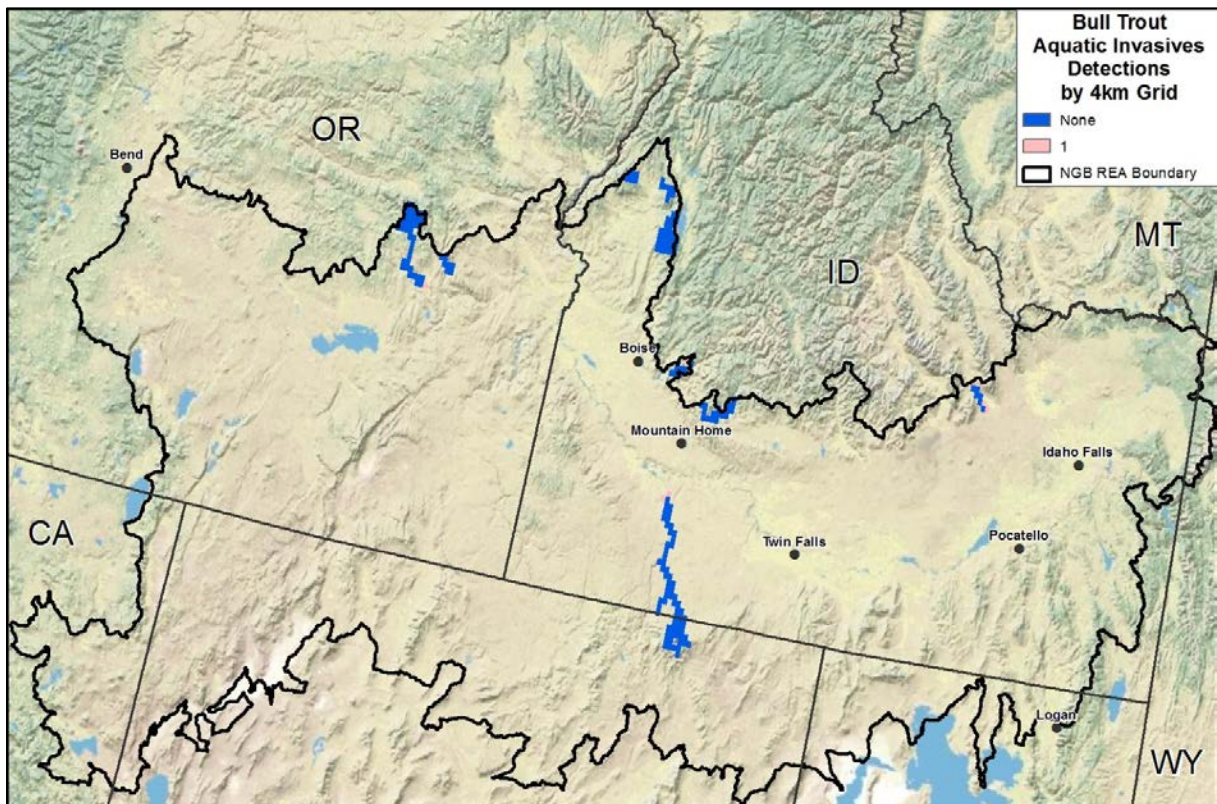 Bull Trout
Aquatic Invasives
Detections
by 4km Grid
None
1
NGB REA Boundary
OR
Bend
MT
ID
Boise
Mountain Home
Idaho Falls
CA
Twin Falls
Pocatello
Logan
WY